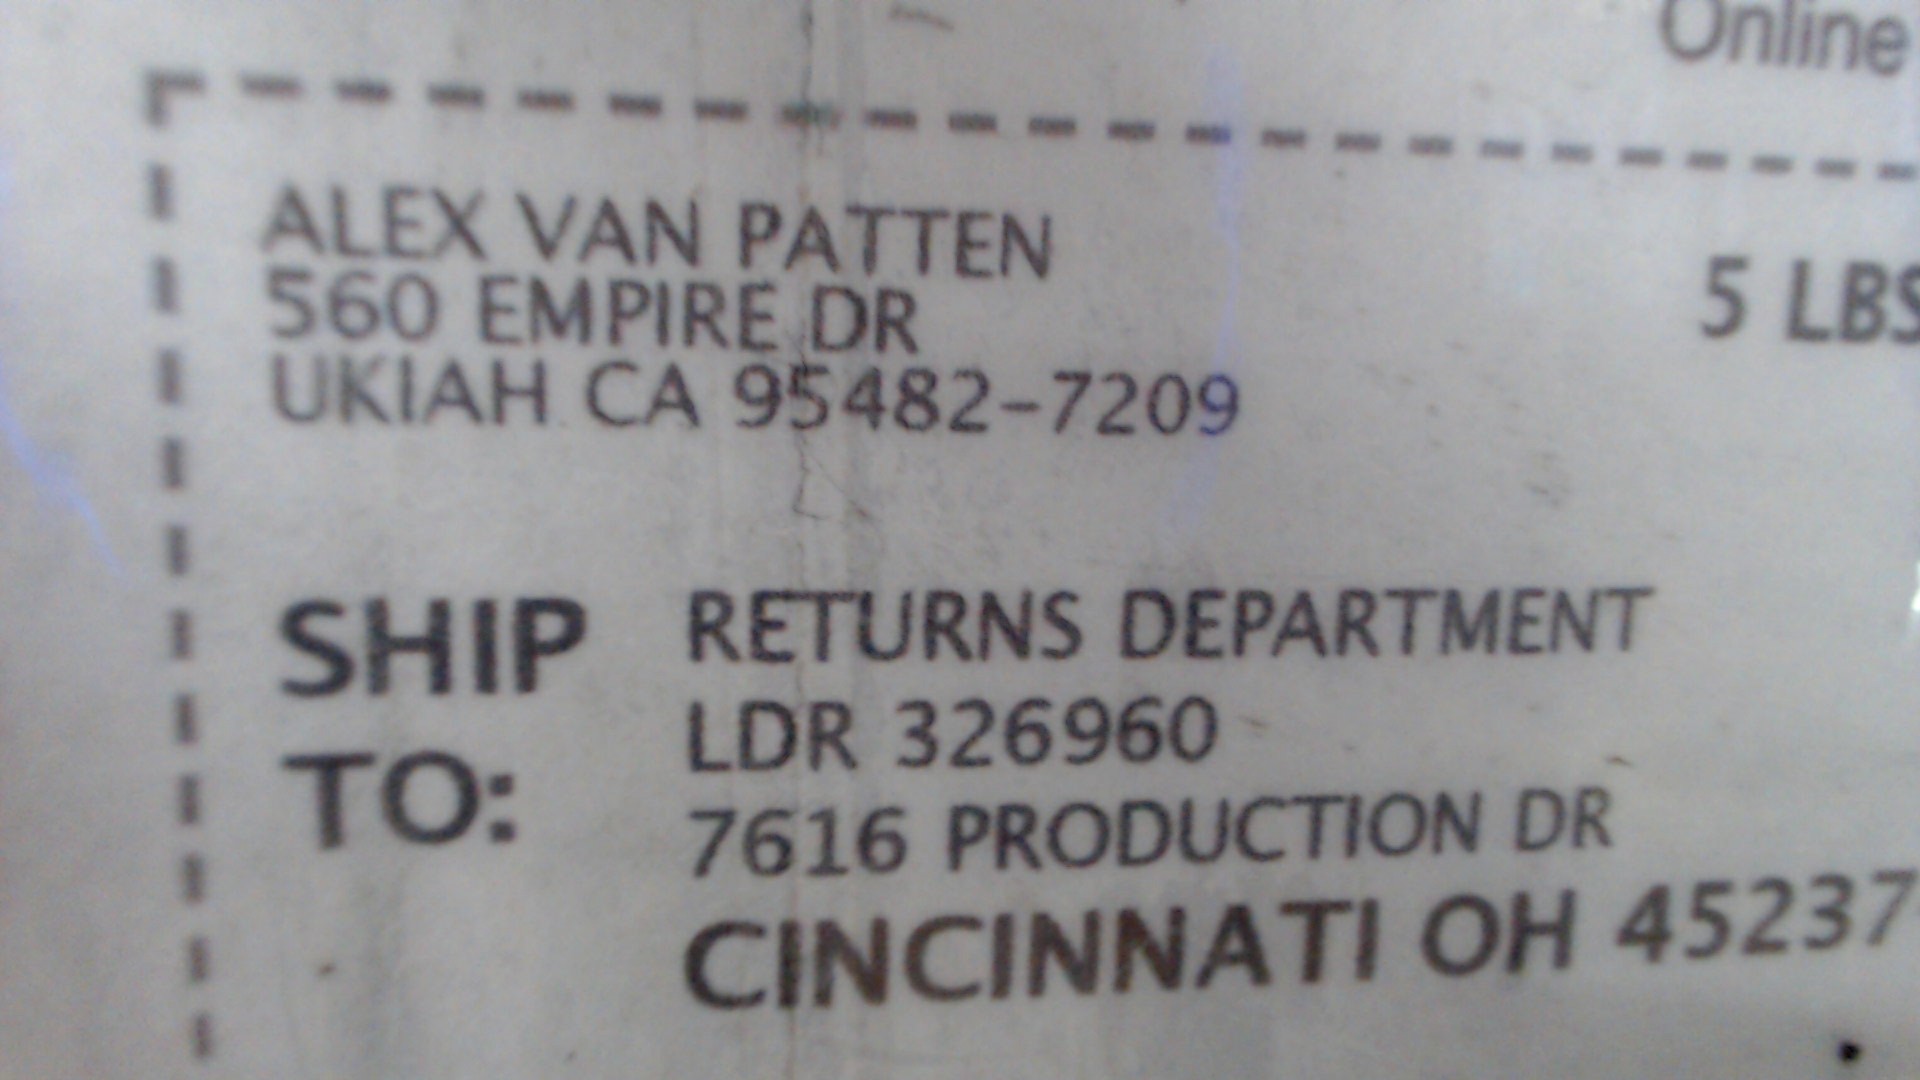 Online
ALEX VAN PATTEN
560 EMPIRE DR
UKIAH CA 95482-7209
5 LBS
SHIP TO:
RETURNS DEPARTMENT
LDR 326960
7616 PRODUCTION DR
CINCINNATI OH 45237